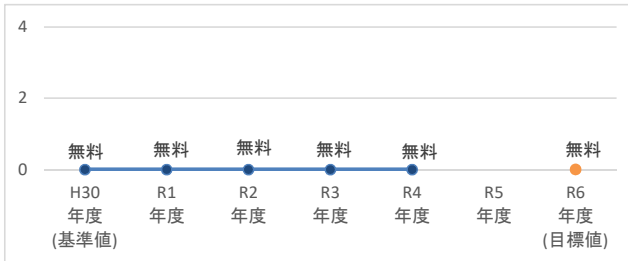 4
2
無料 無料 無料 無料 無料 無料
0
H30 R1 R2 R3 R4 R5 R6
年度 年度 年度 年度 年度 年度 年度
(基準値) (目標値)